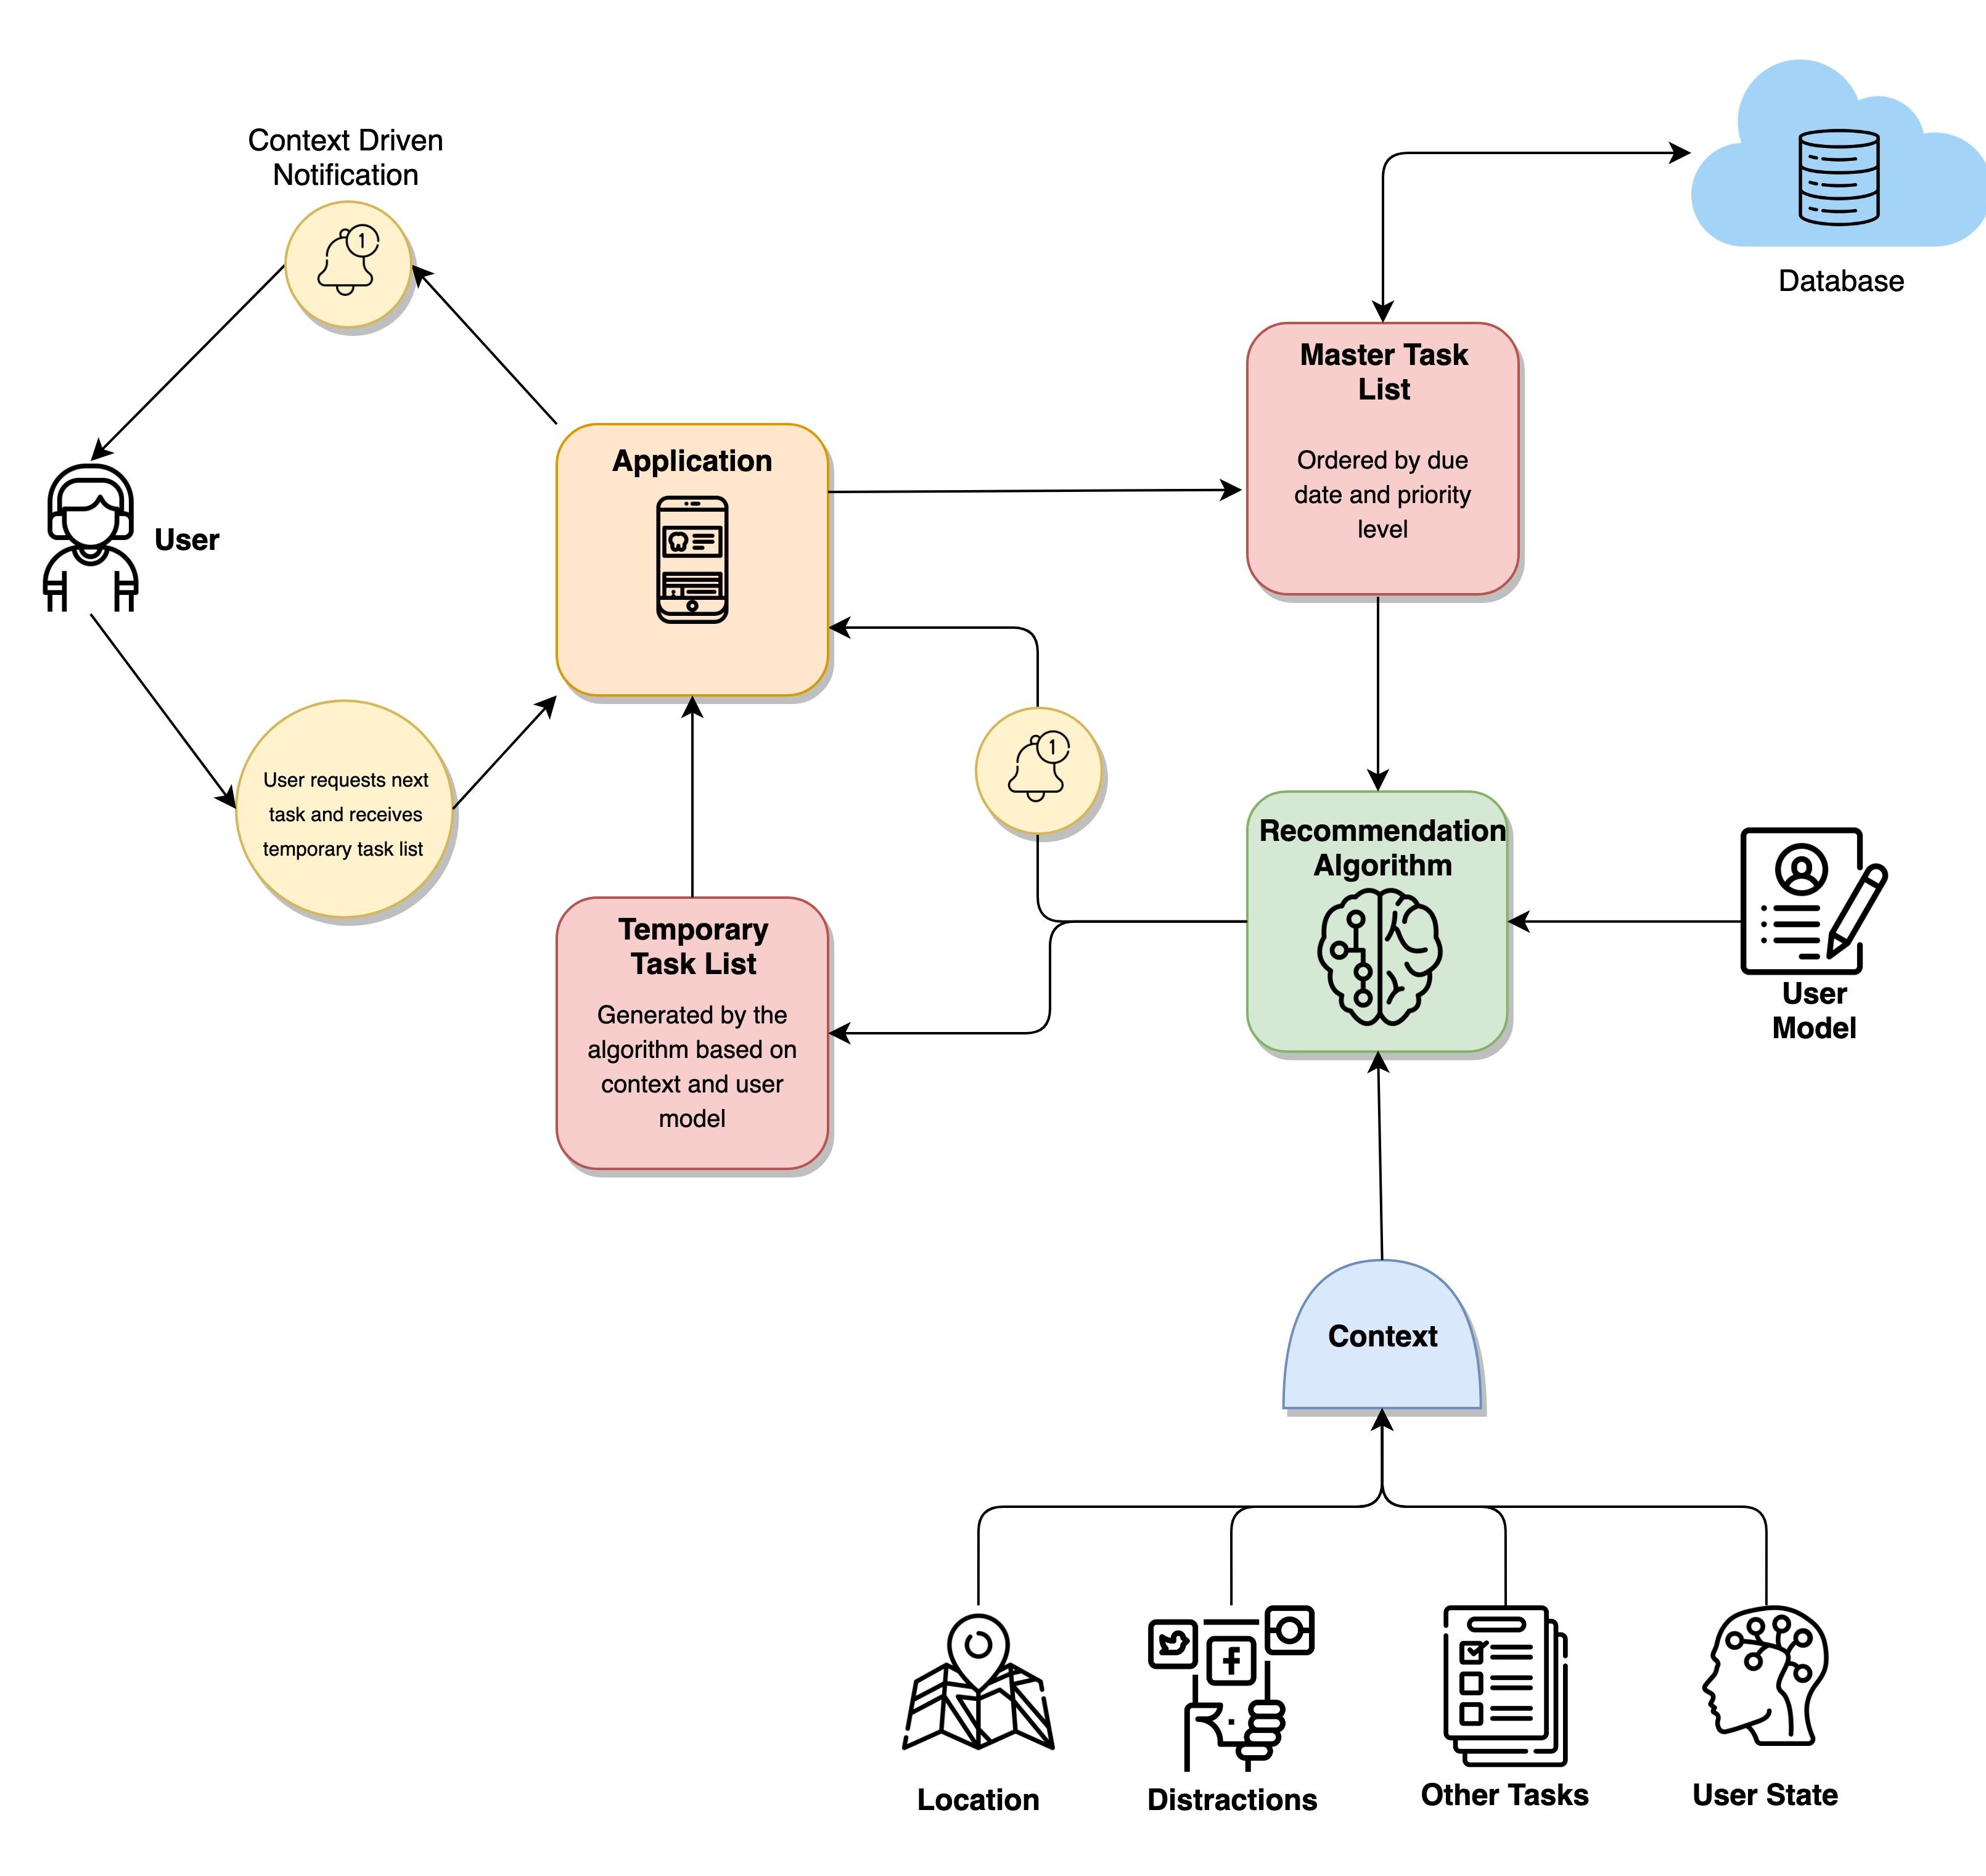 Context Driven
Notification
1
Database
Master Task
List
Ordered by due
date and priority
level
Application
User
1
User requests next
task and receives
temporary task list
Recommendation
Algorithm
Temporary
Task List
Generated by the
algorithm based on
context and user
model
User
Model
Context
f
Location
Distractions
Other Tasks
User State